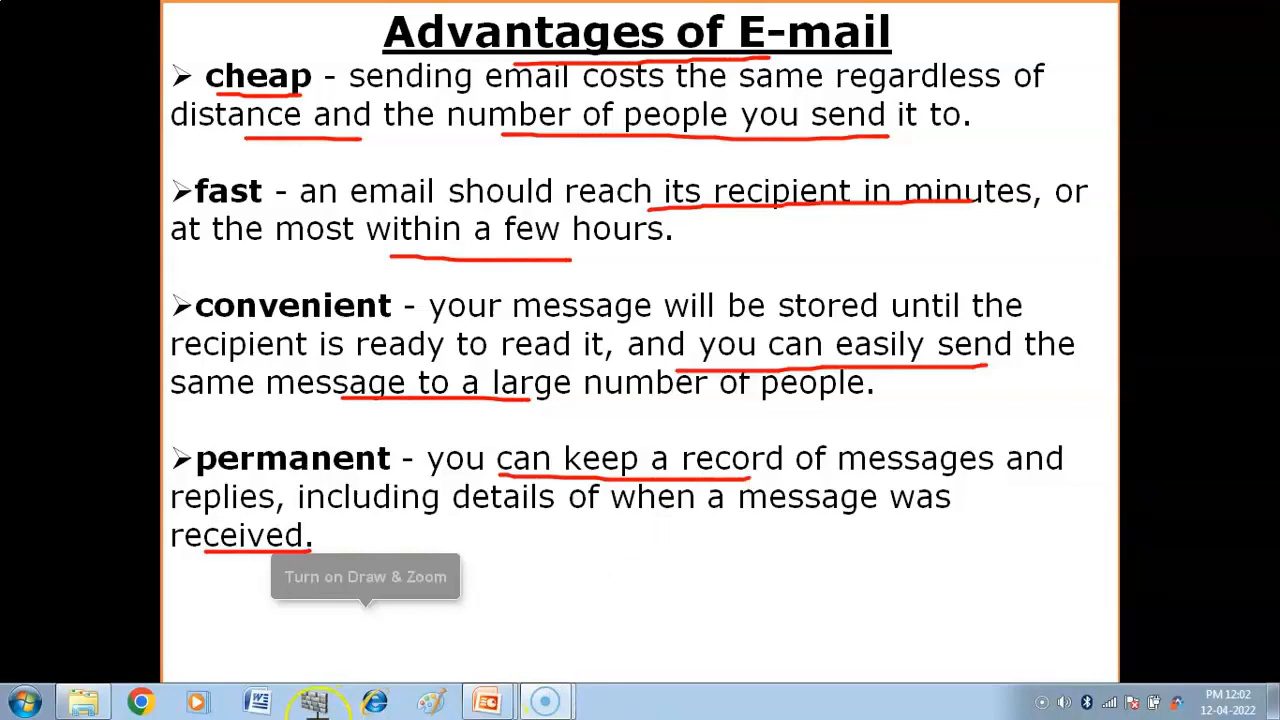 Advantages of E-mail
➢ cheap - sending email costs the same regardless of
distance and the number of people you send it to.
➢fast - an email should reach its recipient in minutes, or
at the most within a few hours.
➢convenient - your message will be stored until the
recipient is ready to read it, and you can easily send the
same message to a large number of people.
➢permanent - you can keep a record of messages and
replies, including details of when a message was
received.
Turn on Draw & Zoom
PM 12:02
12-04-2022